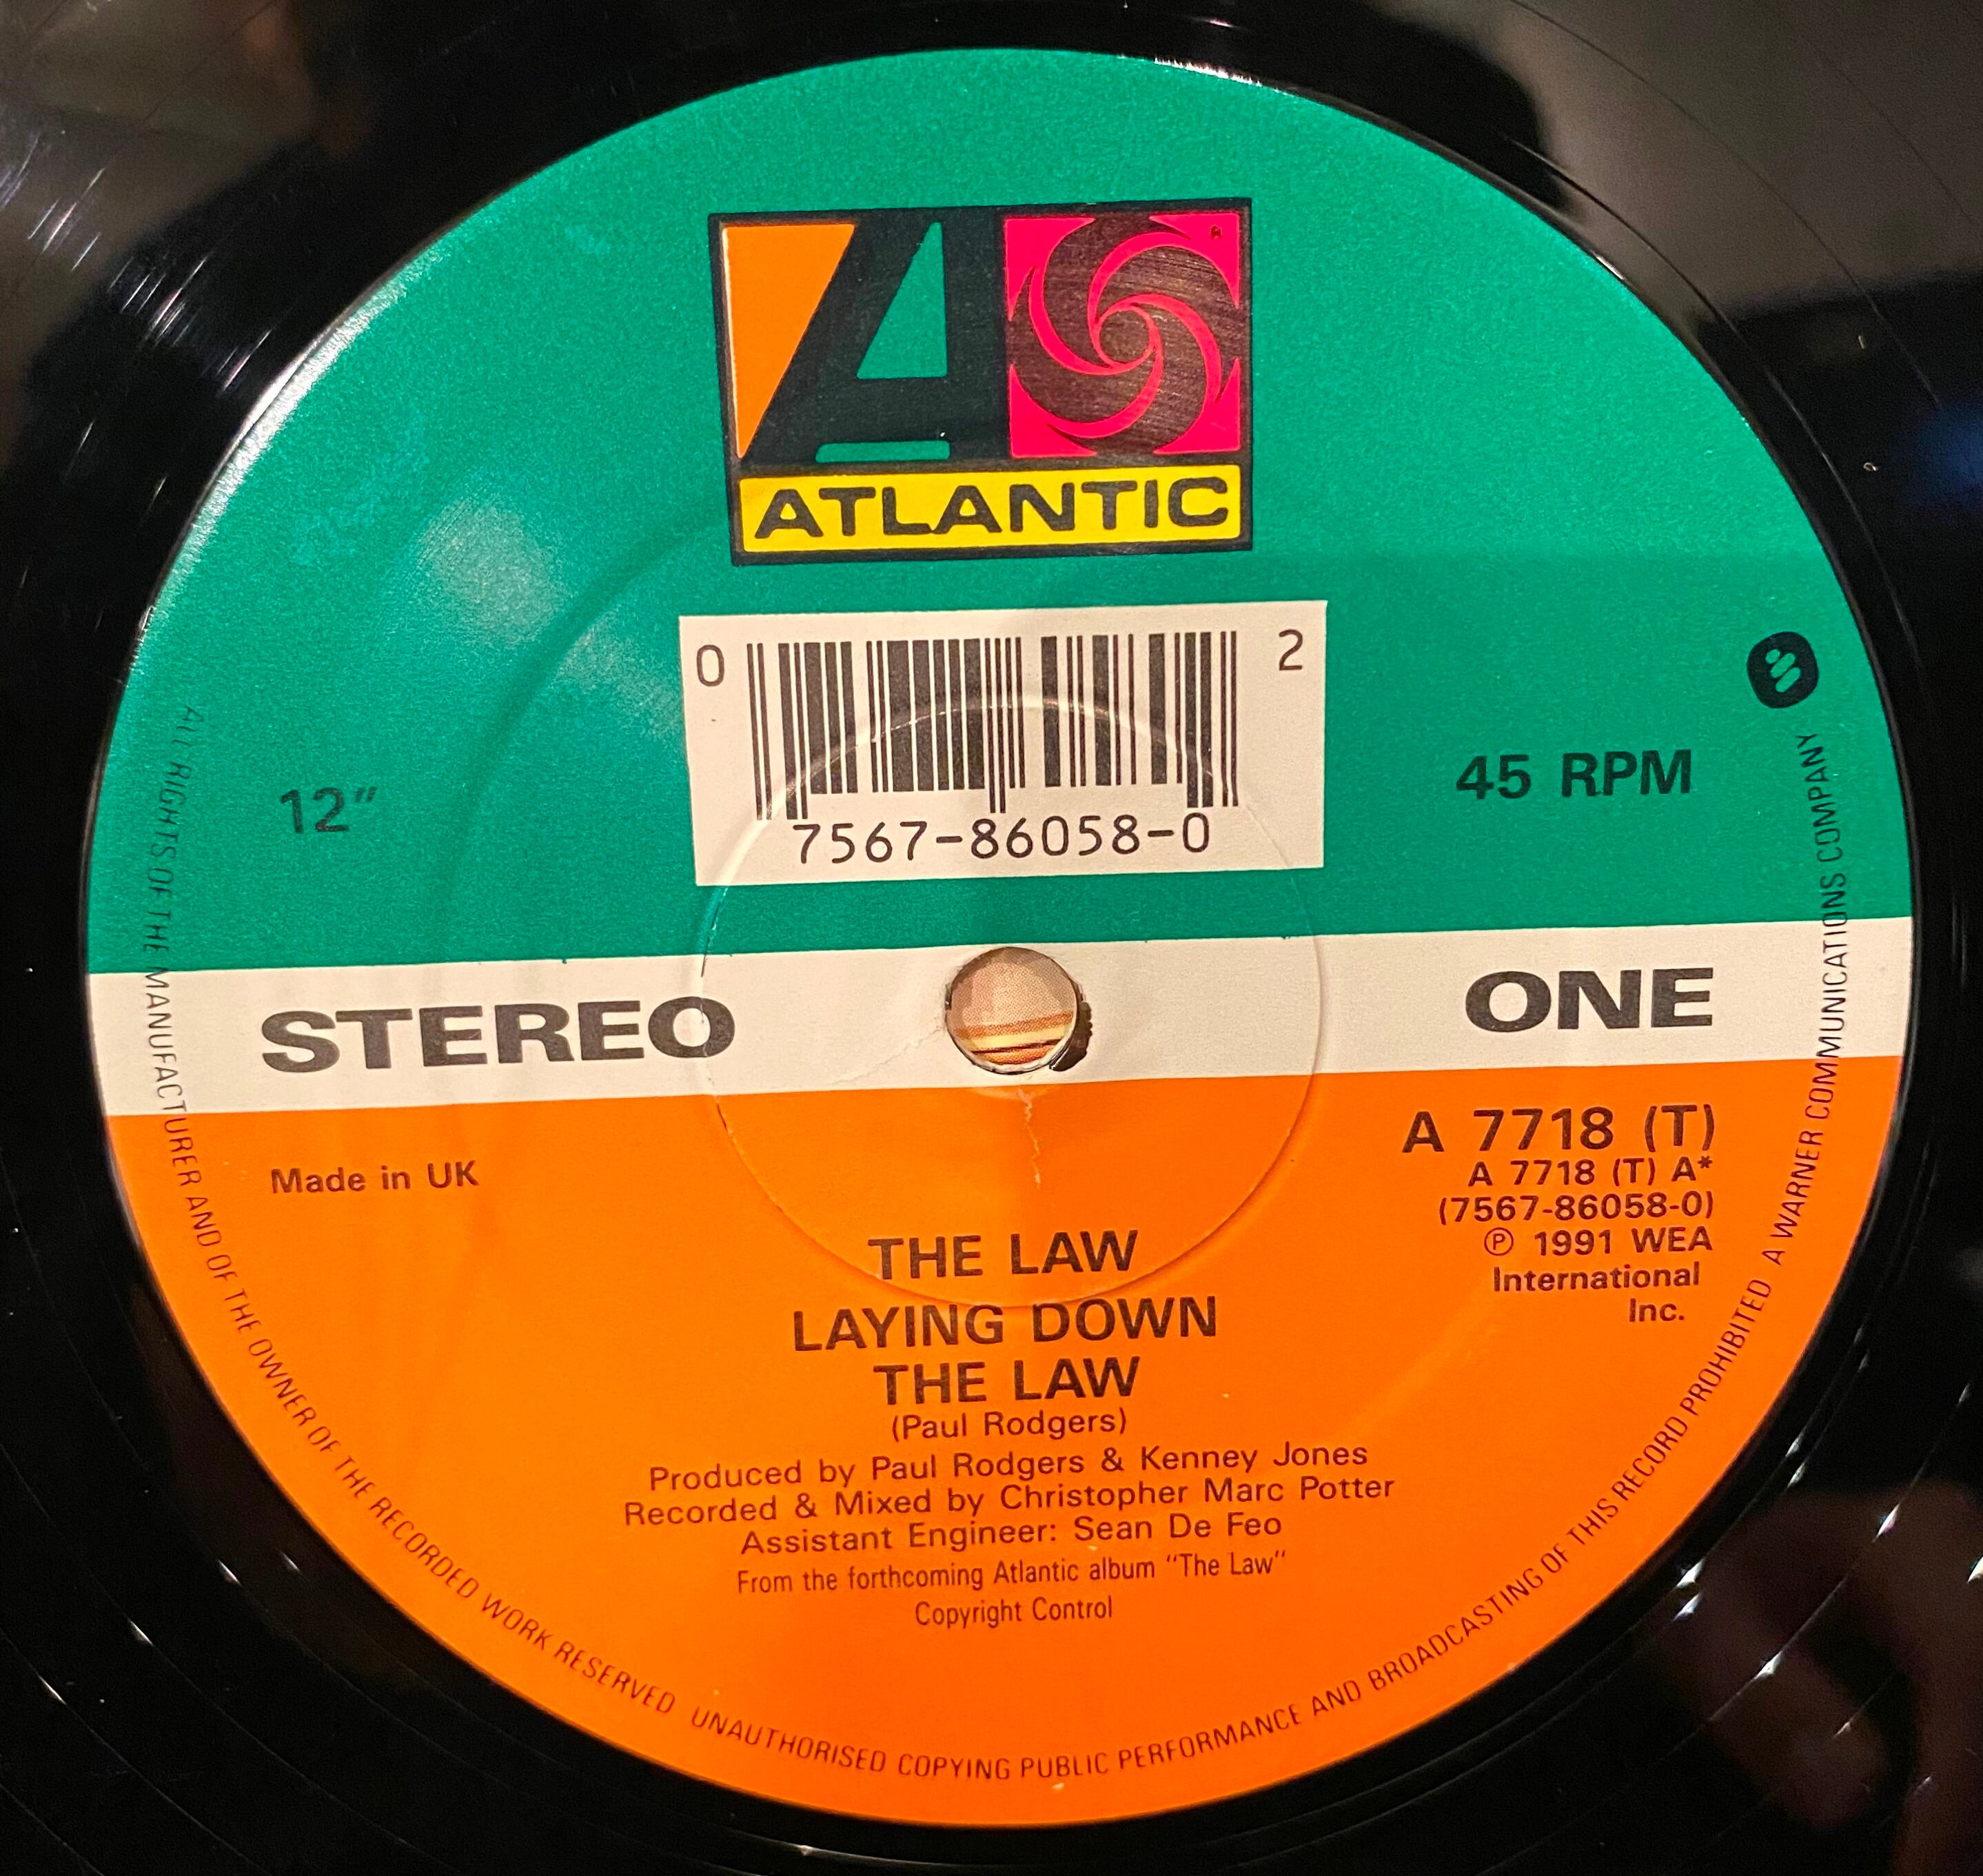 ATLANTIC
0 2
7567-86058-0
12" 45 RPM
STEREO ONE
Made in UK
A 7718 (T)
A 7718 (T) A*
(7567-86058-0)
Ⓟ 1991 WEA
International
Inc.
THE LAW
LAYING DOWN
THE LAW
(Paul Rodgers)
Produced by Paul Rodgers & Kenney Jones
Recorded & Mixed by Christopher Marc Potter
Assistant Engineer: Sean De Feo
From the forthcoming Atlantic album "The Law"
Copyright Control
ALL RIGHTS OF THE MANUFACTURER AND OF THE OWNER OF THE RECORDED WORK RESERVED UNAUTHORISED COPYING PUBLIC PERFORMANCE AND BROADCASTING OF THIS RECORD PROHIBITED A WARNER COMMUNICATIONS COMPANY